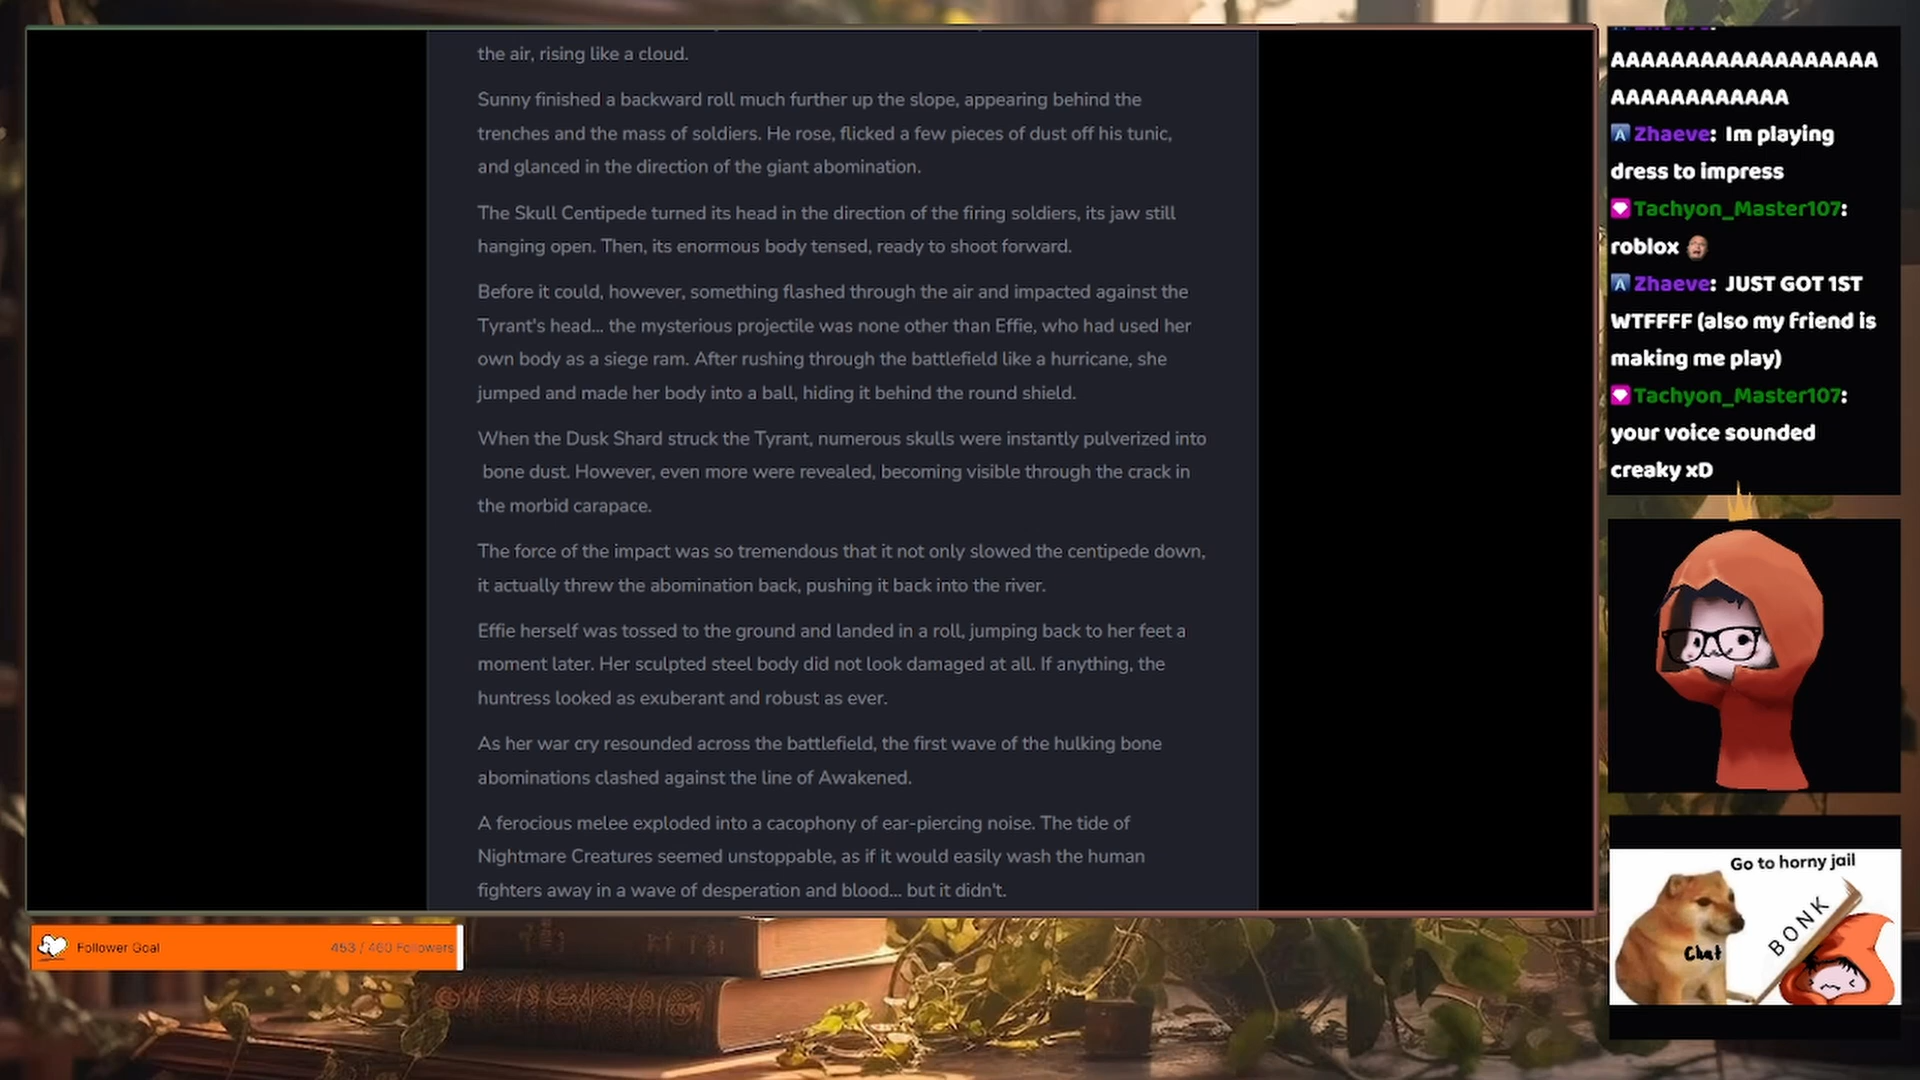 the air, rising like a cloud.
Sunny finished a backward roll much further up the slope, appearing behind the
trenches and the mass of soldiers. He rose, flicked a few pieces of dust off his tunic,
and glanced in the direction of the giant abomination.
The Skull Centipede turned its head in the direction of the firing soldiers, its jaw still
hanging open. Then, its enormous body tensed, ready to shoot forward.
Before it could, however, something flashed through the air and impacted against the
Tyrant's head... the mysterious projectile was none other than Effie, who had used her
own body as a siege ram. After rushing through the battlefield like a hurricane, she
jumped and made her body into a ball, hiding it behind the round shield.
When the Dusk Shard struck the Tyrant, numerous skulls were instantly pulverized into
bone dust. However, even more were revealed, becoming visible through the crack in
the morbid carapace.
The force of the impact was so tremendous that it not only slowed the centipede down,
it actually threw the abomination back, pushing it back into the river.
Effie herself was tossed to the ground and landed in a roll, jumping back to her feet a
moment later. Her sculpted steel body did not look damaged at all. If anything, the
huntress looked as exuberant and robust as ever.
As her war cry resounded across the battlefield, the first wave of the hulking bone
abominations clashed against the line of Awakened.
A ferocious melee exploded into a cacophony of ear-piercing noise. The tide of
Nightmare Creatures seemed unstoppable, as if it would easily wash the human
fighters away in a wave of desperation and blood... but it didn't.
AAAAAAAAAAAAAAAAAA
AAAAAAAAAAAA
A Zhaeve: Im playing
dress to impress
Tachyon_Master107:
roblox
A Zhaeve: JUST GOT 1ST
WTFFFF (also my friend is
making me play)
Tachyon_Master107:
your voice sounded
creaky xD
Go to horny jail
BONK
Chat
Follower Goal
453 / 460 Followers